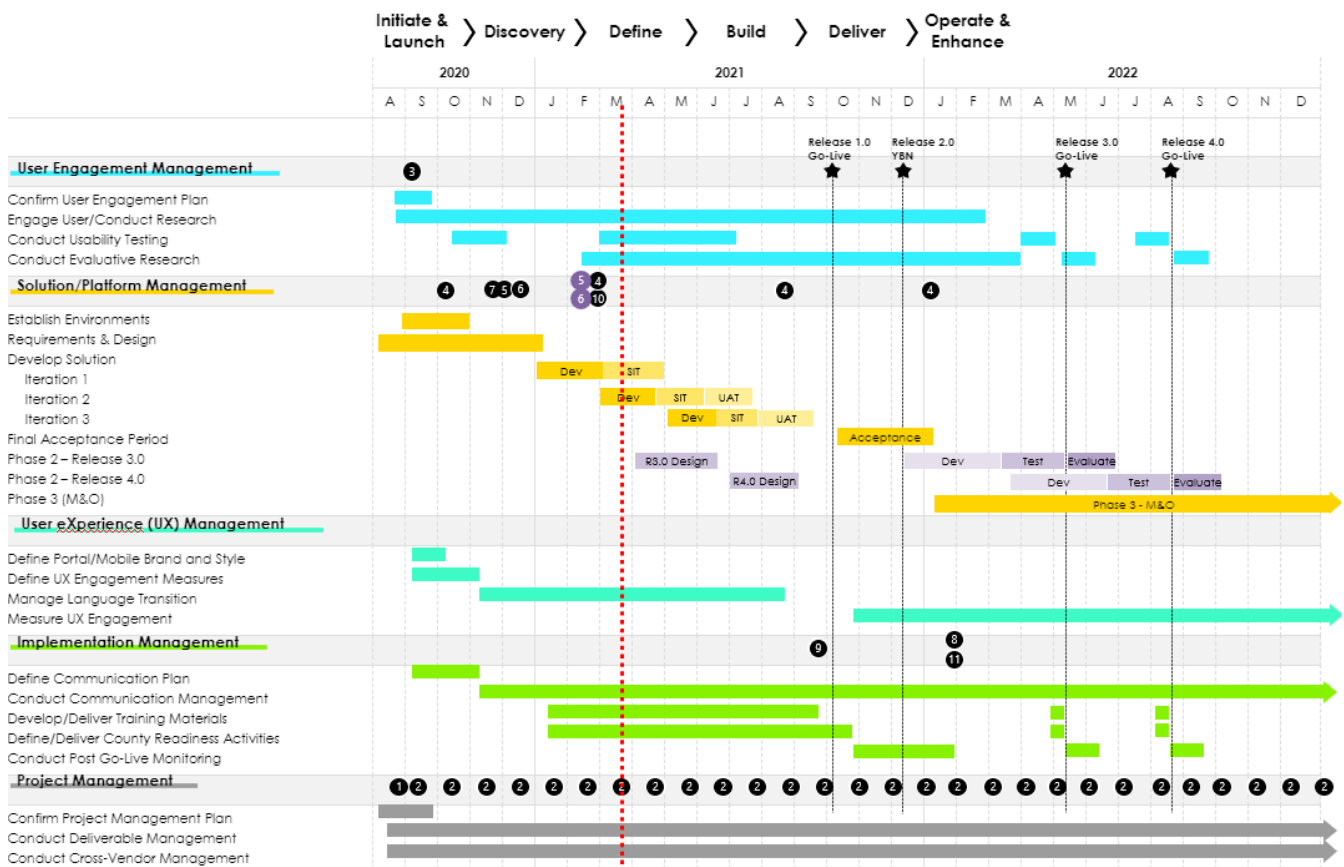 Initiate & Launch
Discovery
Define
Build
Deliver
Operate & Enhance
2020
2021
2022
A S O N D J F M A M J J A S O N D J F M A M J J A S O N D
Release 1.0 Go-Live
Release 2.0 YBN
Release 3.0 Go-Live
Release 4.0 Go-Live
User Engagement Management
3
Confirm User Engagement Plan
Engage User/Conduct Research
Conduct Usability Testing
Conduct Evaluative Research
Solution/Platform Management
4 7 5 6 5 4 4 4
6 10
Establish Environments
Requirements & Design
Develop Solution
Iteration 1
Dev SIT
Iteration 2
Dev SIT UAT
Iteration 3
Dev SIT UAT
Final Acceptance Period
Acceptance
Phase 2 – Release 3.0
R3.0 Design Dev Test Evaluate
Phase 2 – Release 4.0
R4.0 Design Dev Test Evaluate
Phase 3 (M&O)
Phase 3 - M&O
User eXperience (UX) Management
Define Portal/Mobile Brand and Style
Define UX Engagement Measures
Manage Language Transition
Measure UX Engagement
Implementation Management
9 8
11
Define Communication Plan
Conduct Communication Management
Develop/Deliver Training Materials
Define/Deliver County Readiness Activities
Conduct Post Go-Live Monitoring
Project Management
1 2 2 2 2 2 2 2 2 2 2 2 2 2 2 2 2 2 2 2 2 2 2 2 2 2 2 2 2
Confirm Project Management Plan
Conduct Deliverable Management
Conduct Cross-Vendor Management